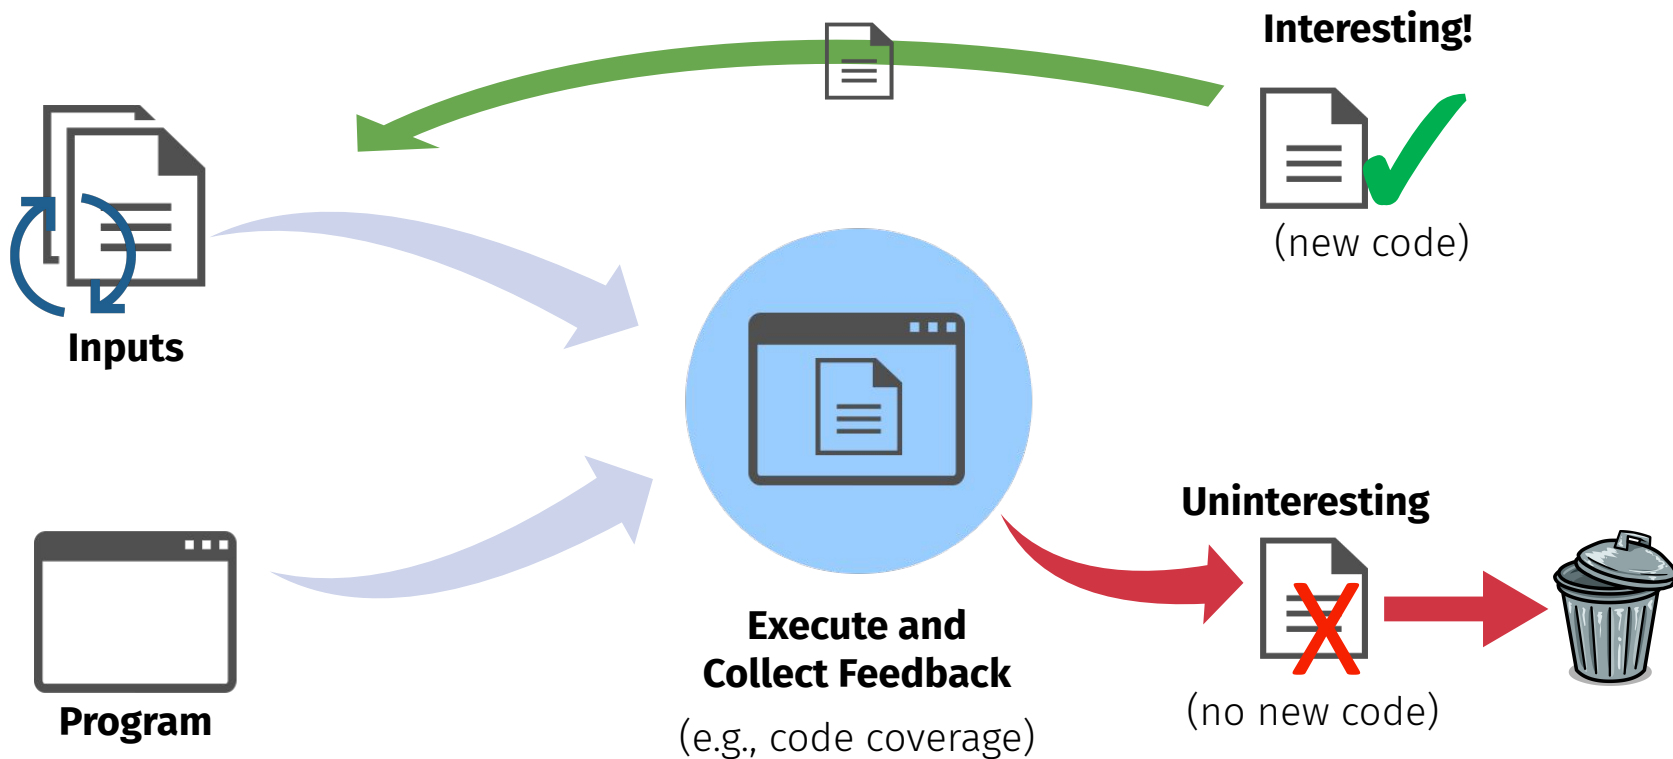 Interesting!
(new code)
Inputs
Uninteresting
Execute and
Collect Feedback
(e.g., code coverage)
(no new code)
Program